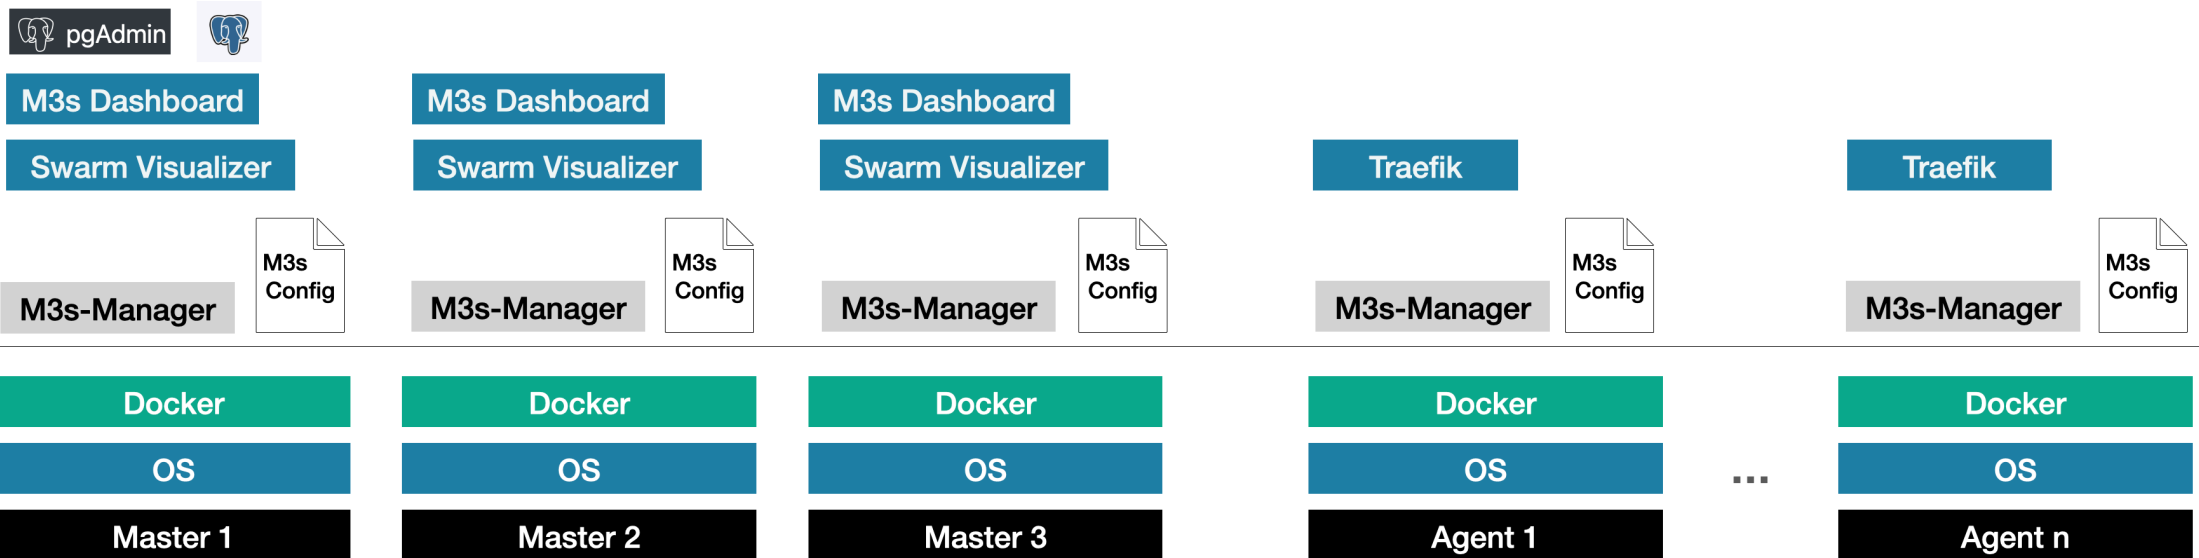 pgAdmin
M3s Dashboard
M3s Dashboard
M3s Dashboard
Swarm Visualizer
Swarm Visualizer
Swarm Visualizer
Traefik
Traefik
M3s
Config
M3s
Config
M3s
Config
M3s
Config
M3s
Config
M3s-Manager
M3s-Manager
M3s-Manager
M3s-Manager
M3s-Manager
Docker
Docker
Docker
Docker
Docker
OS
OS
OS
OS
...
OS
Master 1
Master 2
Master 3
Agent 1
Agent n